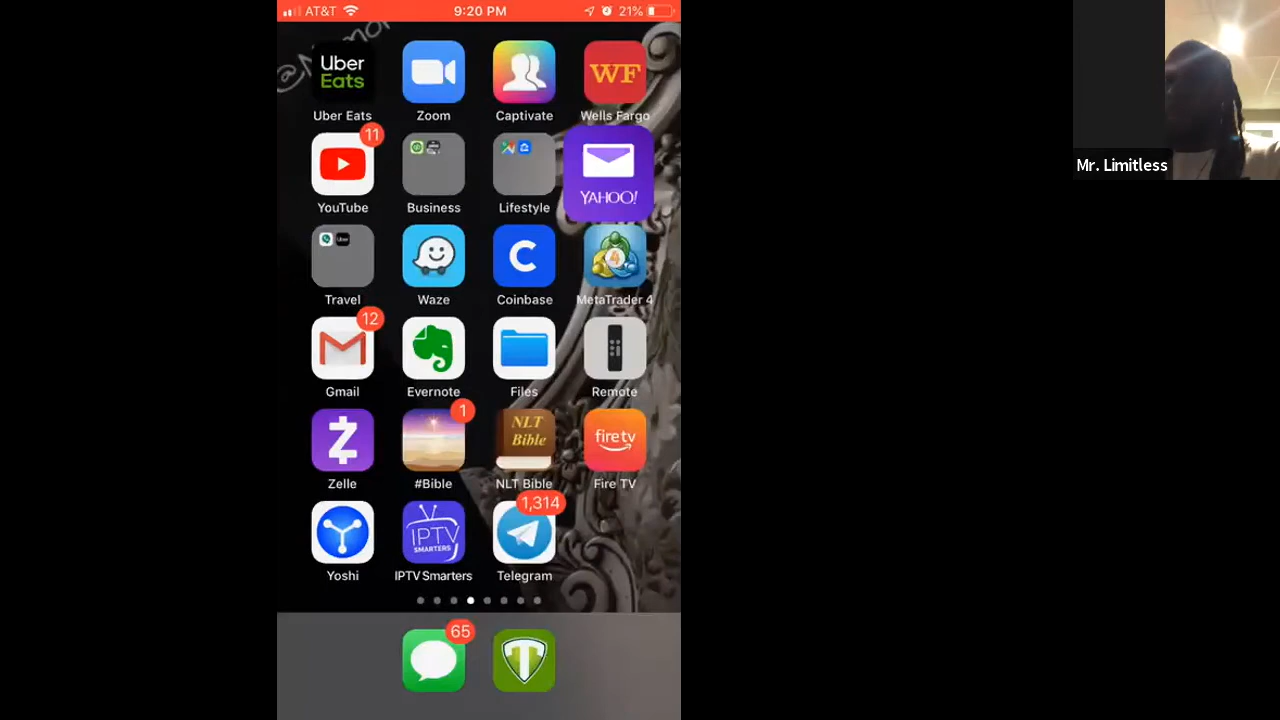 AT&T 9:20 PM 21%
Uber Eats
Uber Eats Zoom Captivate Wells Fargo
WF
11
YAHOO!
YouTube Business Lifestyle
Uber
C
4
Travel Waze Coinbase MetaTrader 4
12
Gmail Evernote Files Remote
1
NLT
Bible
firetv
Zelle #Bible NLT Bible Fire TV
1,314
IPTV
SMARTERS
Yoshi IPTV Smarters Telegram
65
T
Mr. Limitless